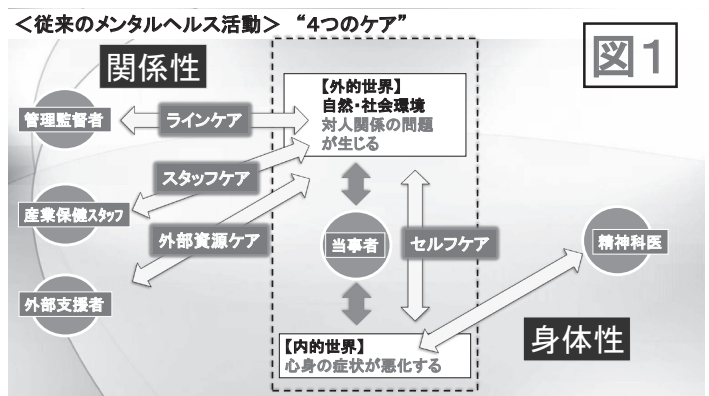 ＜従来のメンタルヘルス活動＞ “４つのケア”
図１
関係性
【外的世界】
自然・社会環境
対人関係の問題
が生じる
管理監督者
ラインケア
スタッフケア
産業保健スタッフ
外部資源ケア
当事者
セルフケア
精神科医
外部支援者
身体性
【内的世界】
心身の症状が悪化する